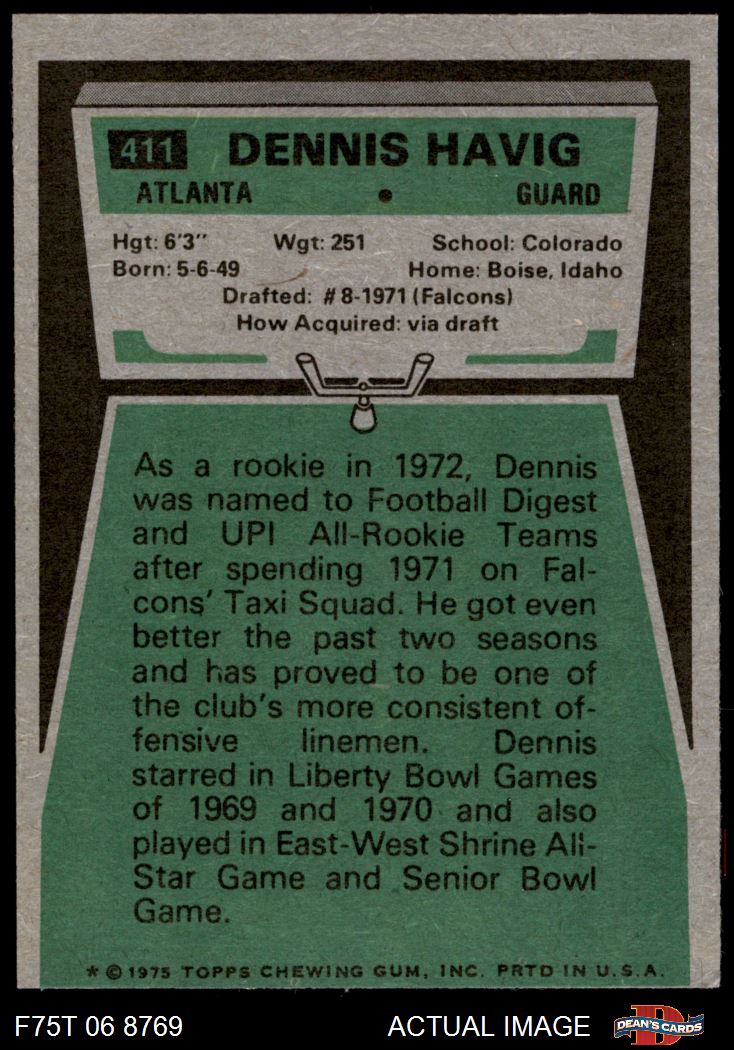 411 DENNIS HAVIG
ATLANTA • GUARD
Hgt: 6'3" Wgt: 251 School: Colorado
Born: 5-6-49 Home: Boise, Idaho
Drafted: #8-1971 (Falcons)
How Acquired: via draft
As a rookie in 1972, Dennis
was named to Football Digest
and UPI All-Rookie Teams
after spending 1971 on Fal-
cons' Taxi Squad. He got even
better the past two seasons
and has proved to be one of
the club's more consistent of-
fensive linemen. Dennis
starred in Liberty Bowl Games
of 1969 and 1970 and also
played in East-West Shrine All-
Star Game and Senior Bowl
Game.
* © 1975 TOPPS CHEWING GUM, INC. PRTD IN U.S.A.
F75T 06 8769 ACTUAL IMAGE D DEAN'S CARDS